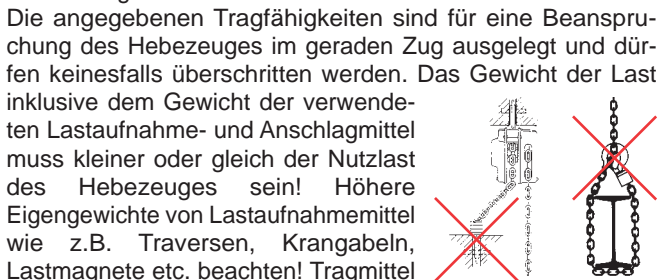 Die angegebenen Tragfähigkeiten sind für eine Beanspru-
chung des Hebezeuges im geraden Zug ausgelegt und dür-
fen keinesfalls überschritten werden. Das Gewicht der Last
inklusive dem Gewicht der verwende-
ten Lastaufnahme- und Anschlagmittel
muss kleiner oder gleich der Nutzlast
des Hebezeuges sein! Höhere
Eigengewichte von Lastaufnahmemittel
wie z.B. Traversen, Krangabeln,
Lastmagnete etc. beachten! Tragmittel